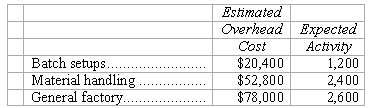 Estimated
Overhead Expected
Cost Activity
Batch setups.......................... $20,400 1,200
Material handling .................. $52,800 2,400
General factory...................... $78,000 2,600